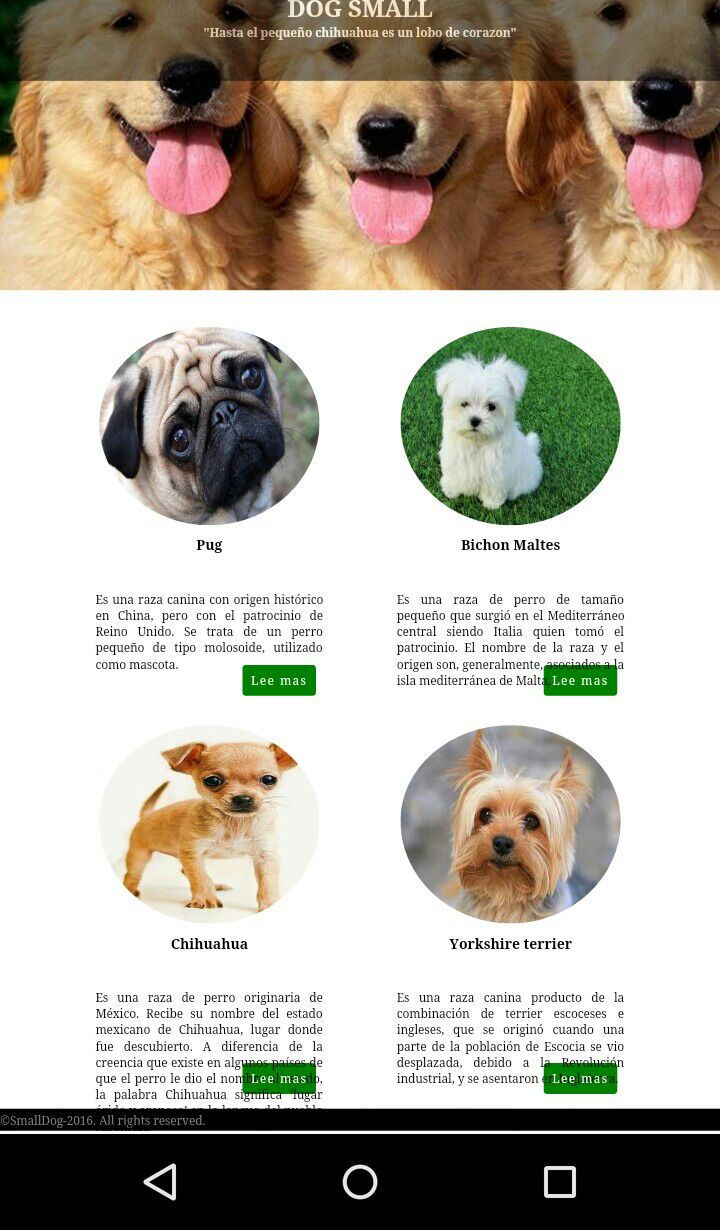 DOG SMALL
"Hasta el pequeño chihuahua es un lobo de corazon"
Pug
Es una raza canina con origen histórico
en China, pero con el patrocinio de
Reino Unido. Se trata de un perro
pequeño de tipo molosoide, utilizado
como mascota.
Lee mas
Bichon Maltes
Es una raza de perro de tamaño
pequeño que surgió en el Mediterráneo
central siendo Italia quien tomó el
patrocinio. El nombre de la raza y el
origen son, generalmente, asociados a la
isla mediterránea de Malta.
Lee mas
Chihuahua
Es una raza de perro originaria de
México. Recibe su nombre del estado
mexicano de Chihuahua, lugar donde
fue descubierto. A diferencia de la
creencia que existe en algunos países de
que el perro le dio el
la palabra Chihuahua significa
Lee mas
Yorkshire terrier
Es una raza canina producto de la
combinación de terrier escoceses e
ingleses, que se originó cuando una
parte de la población de Escocia se vio
desplazada, debido a la Revolución
industrial, y se asentaron
Lee mas
©SmallDog-2016. All rights reserved.